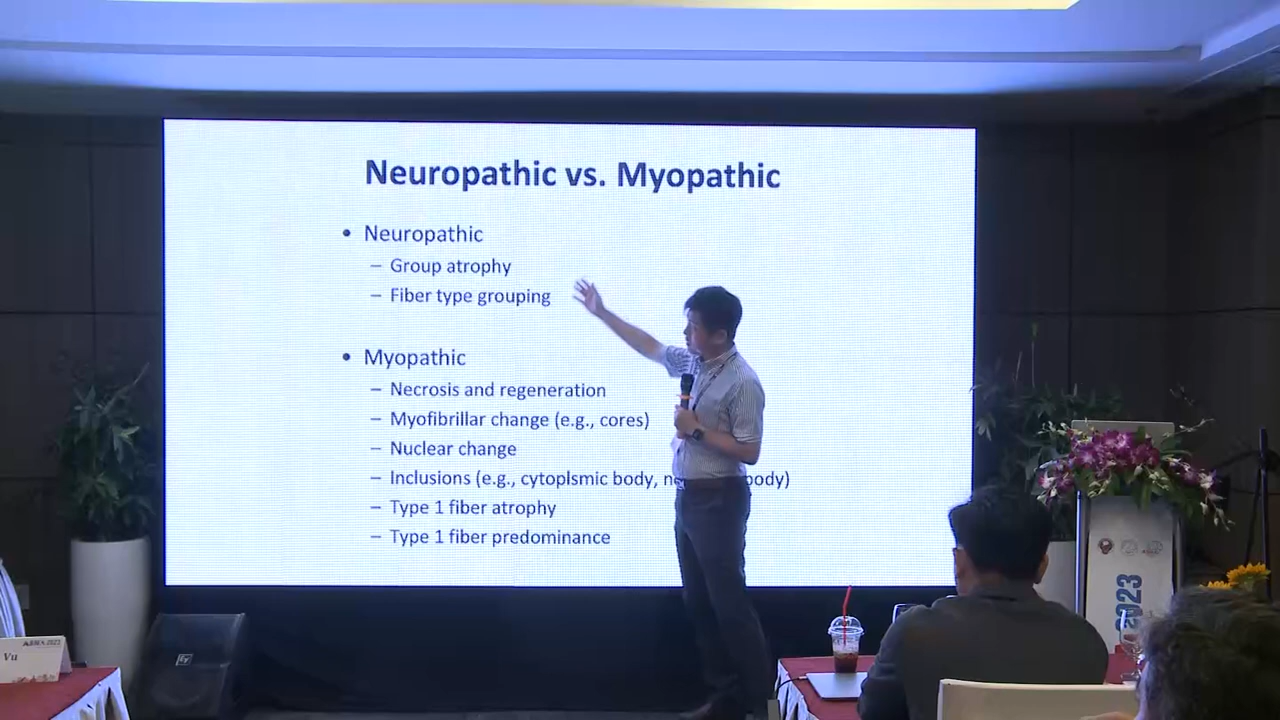 Neuropathic vs. Myopathic
• Neuropathic
– Group atrophy
– Fiber type grouping
• Myopathic
– Necrosis and regeneration
– Myofibrillar change (e.g., cores)
– Nuclear change
– Inclusions (e.g., cytoplsmic body, body)
– Type 1 fiber atrophy
– Type 1 fiber predominance
Vu
EV
2023